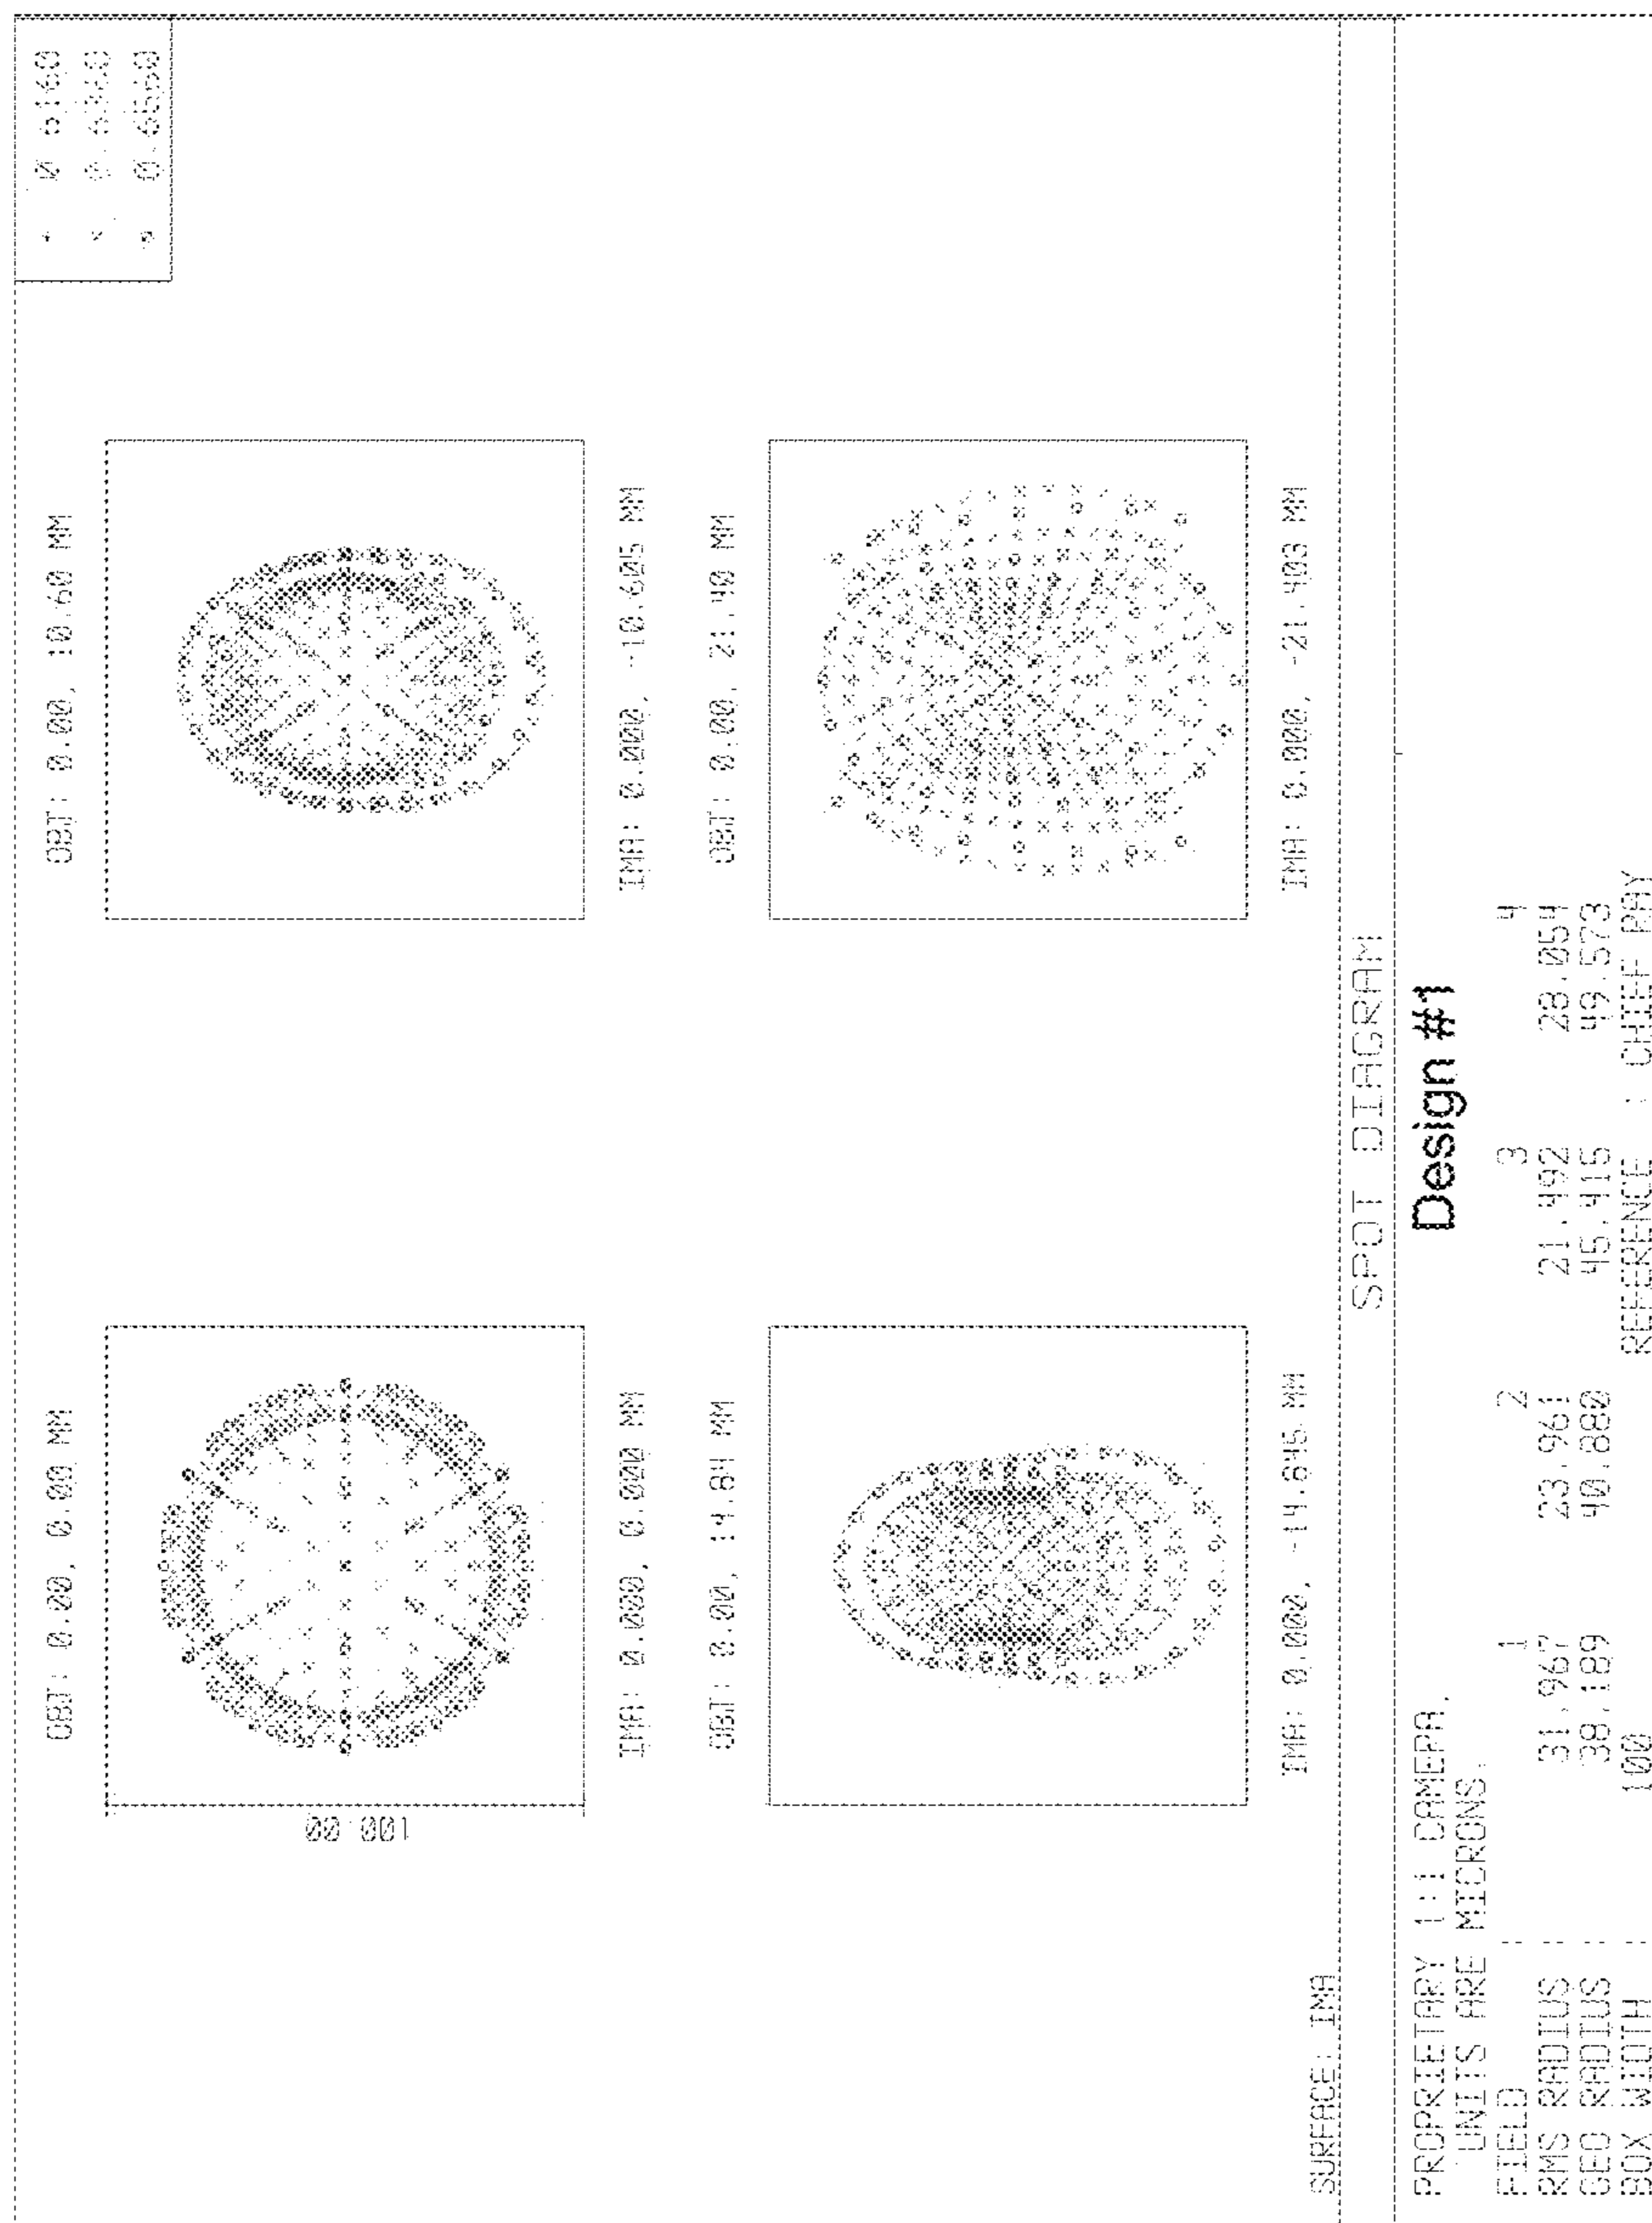 + 0.6160
× 0.6360
0.6560
OBJ: 0.00, 0.00 MM
OBJ: 0.00, 10.60 MM
100.00
IMA: 0.000, 0.000 MM
IMA: 0.000, -10.605 MM
OBJ: 0.00, 14.84 MM
OBJ: 0.00, 21.40 MM
IMA: 0.000, -14.845 MM
IMA: 0.000, -21.403 MM
SURFACE: IMA
SPOT DIAGRAM
Design #1
PROPRIETARY 1:1 CAMERA.
UNITS ARE MICRONS.
FIELD : 1 2 3 4
RMS RADIUS : 31.967 23.961 21.492 28.054
GEO RADIUS : 38.189 40.880 45.415 49.573
BOX WIDTH : 100 REFERENCE : CHIEF RAY